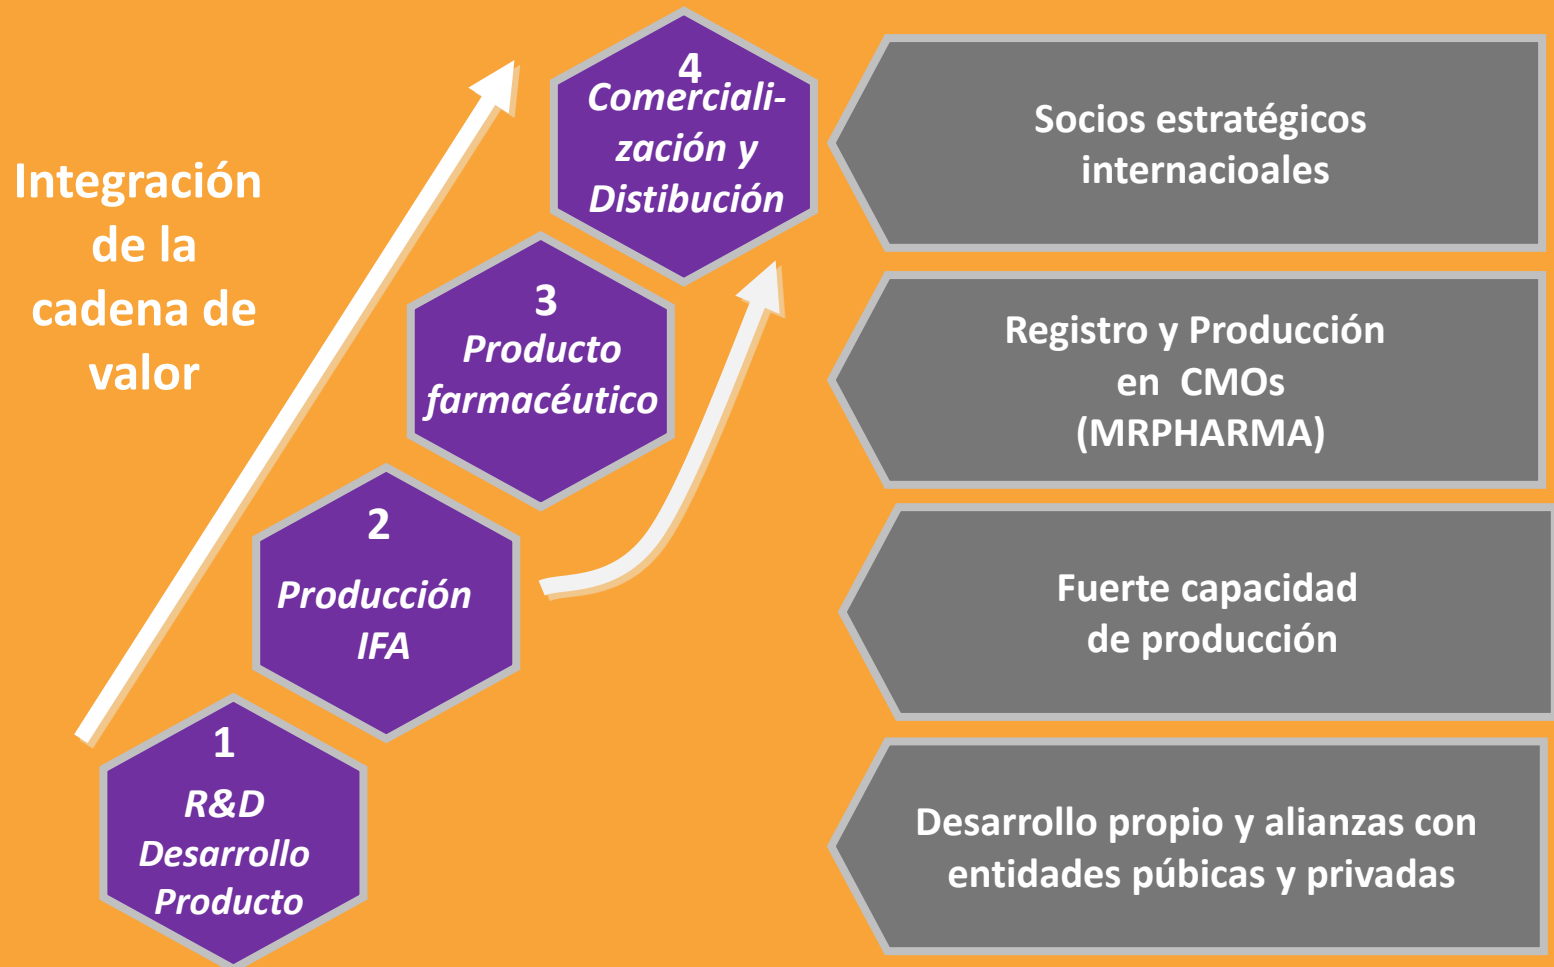 Integración
de la
cadena de
valor
4
Comerciali-
zación y
Distibución
Socios estratégicos
internacioales
3
Producto
farmacéutico
Registro y Producción
en CMOs
(MRPHARMA)
2
Producción
IFA
Fuerte capacidad
de producción
1
R&D
Desarrollo
Producto
Desarrollo propio y alianzas con
entidades púbicas y privadas